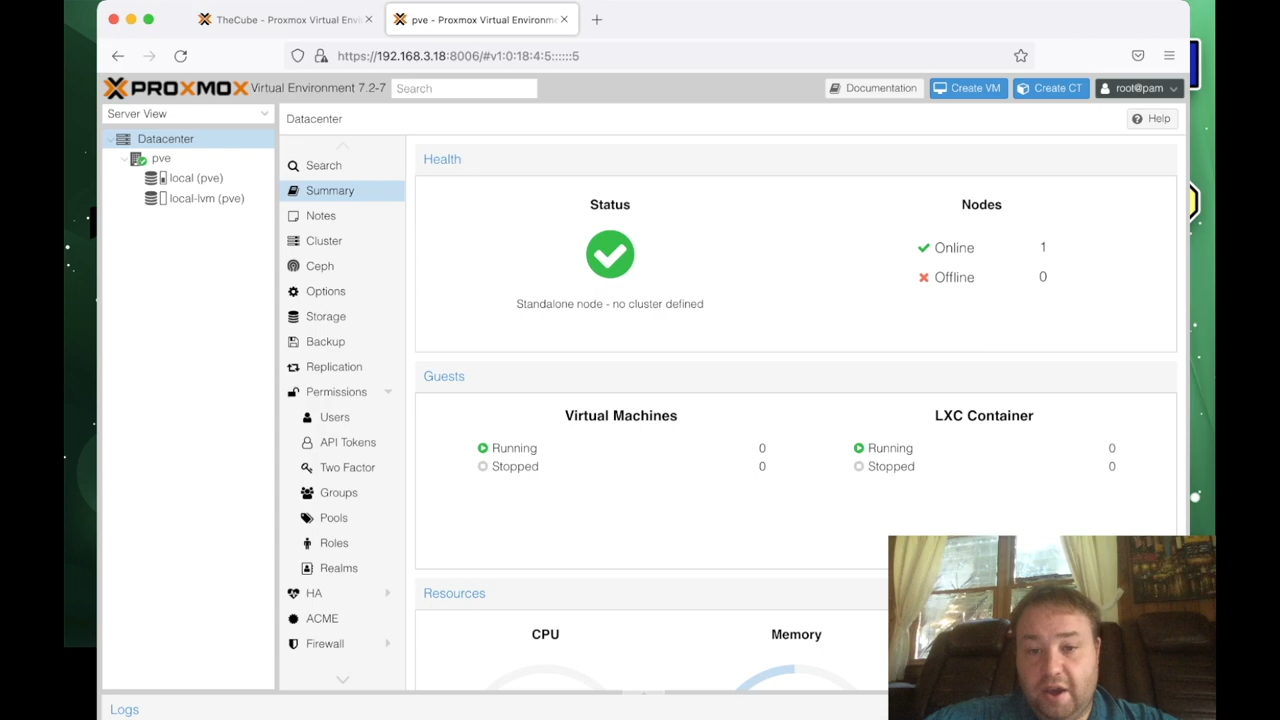 TheCube - Proxmox Virtual Envi
pve - Proxmox Virtual Environme
https://192.168.3.18:8006/#v1:0:18:4:5::::::5
PROXMOX Virtual Environment 7.2-7
Search
Documentation
Create VM
Create CT
root@pam
Server View
Datacenter
Help
Datacenter
pve
local (pve)
local-lvm (pve)
Search
Summary
Notes
Cluster
Ceph
Options
Storage
Backup
Replication
Permissions
Users
API Tokens
Two Factor
Groups
Pools
Roles
Realms
HA
ACME
Firewall
Health
Status
Standalone node - no cluster defined
Nodes
Online 1
Offline 0
Guests
Virtual Machines
Running 0
Stopped 0
LXC Container
Running 0
Stopped 0
Resources
CPU
Memory
Logs